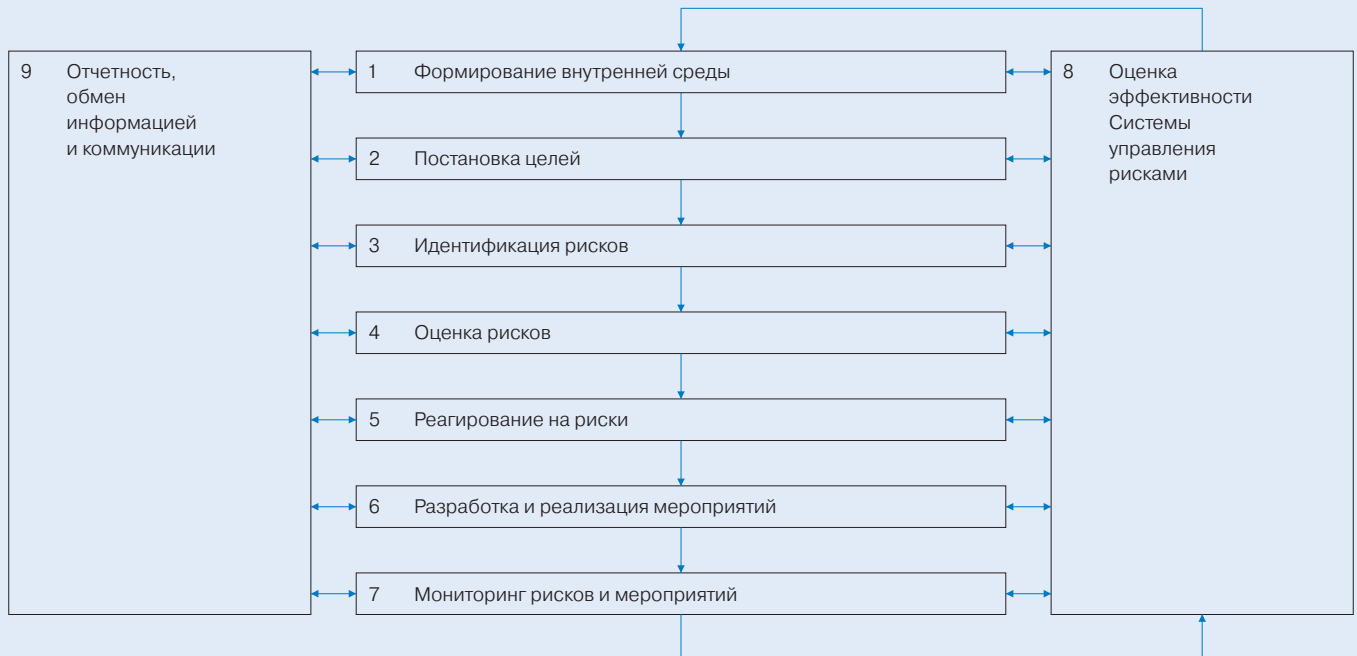 9 Отчетность,
обмен
информацией
и коммуникации
1 Формирование внутренней среды
2 Постановка целей
3 Идентификация рисков
4 Оценка рисков
5 Реагирование на риски
6 Разработка и реализация мероприятий
7 Мониторинг рисков и мероприятий
8 Оценка
эффективности
Системы
управления
рисками